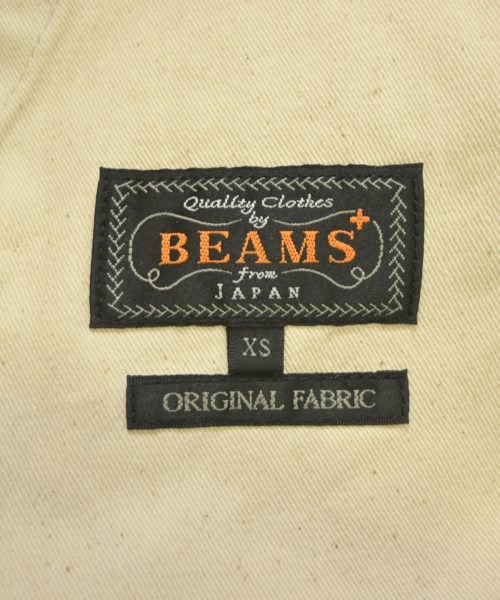 Quality Clothes
by
BEAMS+
from
JAPAN
XS
ORIGINAL FABRIC